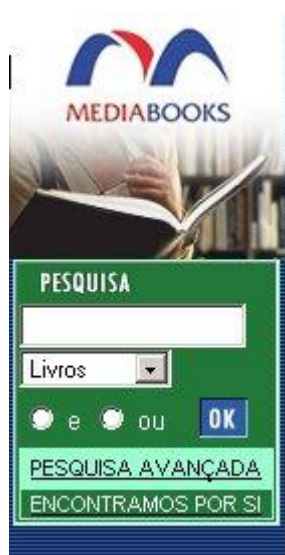 MEDIABOOKS
PESQUISA
Livros
e ou OK
PESQUISA AVANÇADA
ENCONTRAMOS POR SI